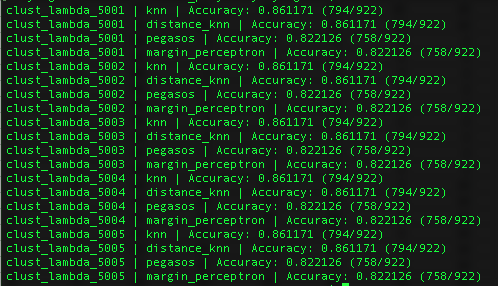 clust_lambda_5001 | knn | Accuracy: 0.861171 (794/922)
clust_lambda_5001 | distance_knn | Accuracy: 0.861171 (794/922)
clust_lambda_5001 | pegasos | Accuracy: 0.822126 (758/922)
clust_lambda_5001 | margin_perceptron | Accuracy: 0.822126 (758/922)
clust_lambda_5002 | knn | Accuracy: 0.861171 (794/922)
clust_lambda_5002 | distance_knn | Accuracy: 0.861171 (794/922)
clust_lambda_5002 | pegasos | Accuracy: 0.822126 (758/922)
clust_lambda_5002 | margin_perceptron | Accuracy: 0.822126 (758/922)
clust_lambda_5003 | knn | Accuracy: 0.861171 (794/922)
clust_lambda_5003 | distance_knn | Accuracy: 0.861171 (794/922)
clust_lambda_5003 | pegasos | Accuracy: 0.822126 (758/922)
clust_lambda_5003 | margin_perceptron | Accuracy: 0.822126 (758/922)
clust_lambda_5004 | knn | Accuracy: 0.861171 (794/922)
clust_lambda_5004 | distance_knn | Accuracy: 0.861171 (794/922)
clust_lambda_5004 | pegasos | Accuracy: 0.822126 (758/922)
clust_lambda_5004 | margin_perceptron | Accuracy: 0.822126 (758/922)
clust_lambda_5005 | knn | Accuracy: 0.861171 (794/922)
clust_lambda_5005 | distance_knn | Accuracy: 0.861171 (794/922)
clust_lambda_5005 | pegasos | Accuracy: 0.822126 (758/922)
clust_lambda_5005 | margin_perceptron | Accuracy: 0.822126 (758/922)